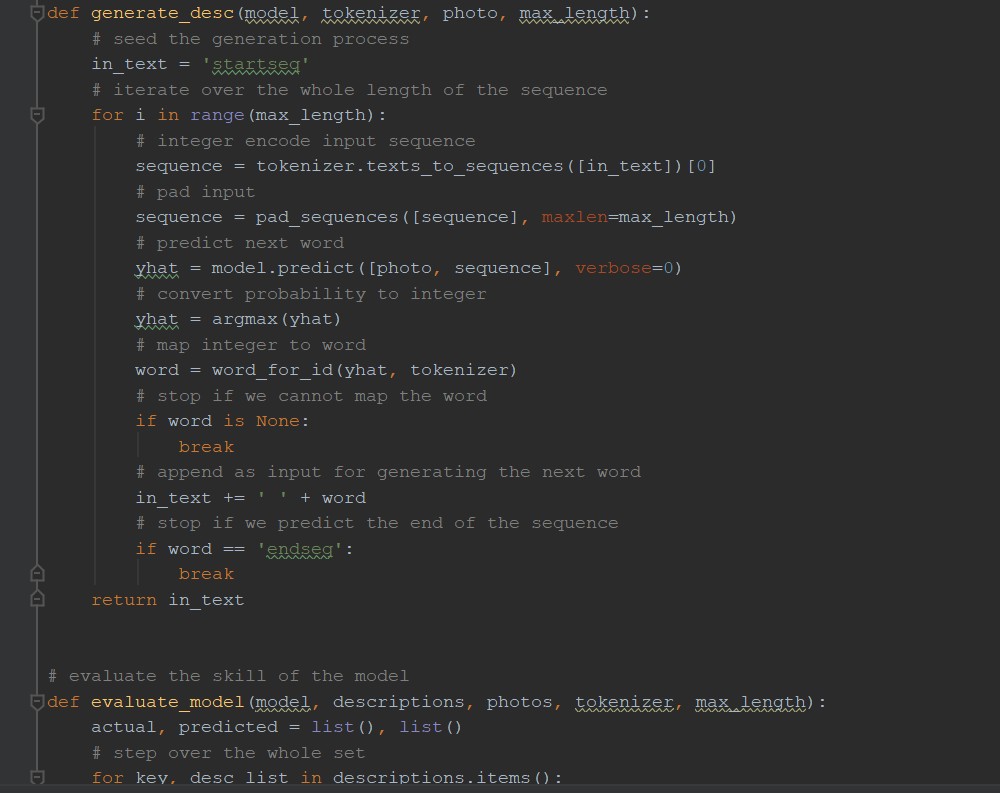 def generate_desc(model, tokenizer, photo, max_length):
    # seed the generation process
    in_text = 'startseq'
    # iterate over the whole length of the sequence
    for i in range(max_length):
        # integer encode input sequence
        sequence = tokenizer.texts_to_sequences([in_text])[0]
        # pad input
        sequence = pad_sequences([sequence], maxlen=max_length)
        # predict next word
        yhat = model.predict([photo, sequence], verbose=0)
        # convert probability to integer
        yhat = argmax(yhat)
        # map integer to word
        word = word_for_id(yhat, tokenizer)
        # stop if we cannot map the word
        if word is None:
            break
        # append as input for generating the next word
        in_text += ' ' + word
        # stop if we predict the end of the sequence
        if word == 'endseq':
            break
    return in_text
# evaluate the skill of the model
def evaluate_model(model, descriptions, photos, tokenizer, max_length):
    actual, predicted = list(), list()
    # step over the whole set
    for key, desc_list in descriptions.items():